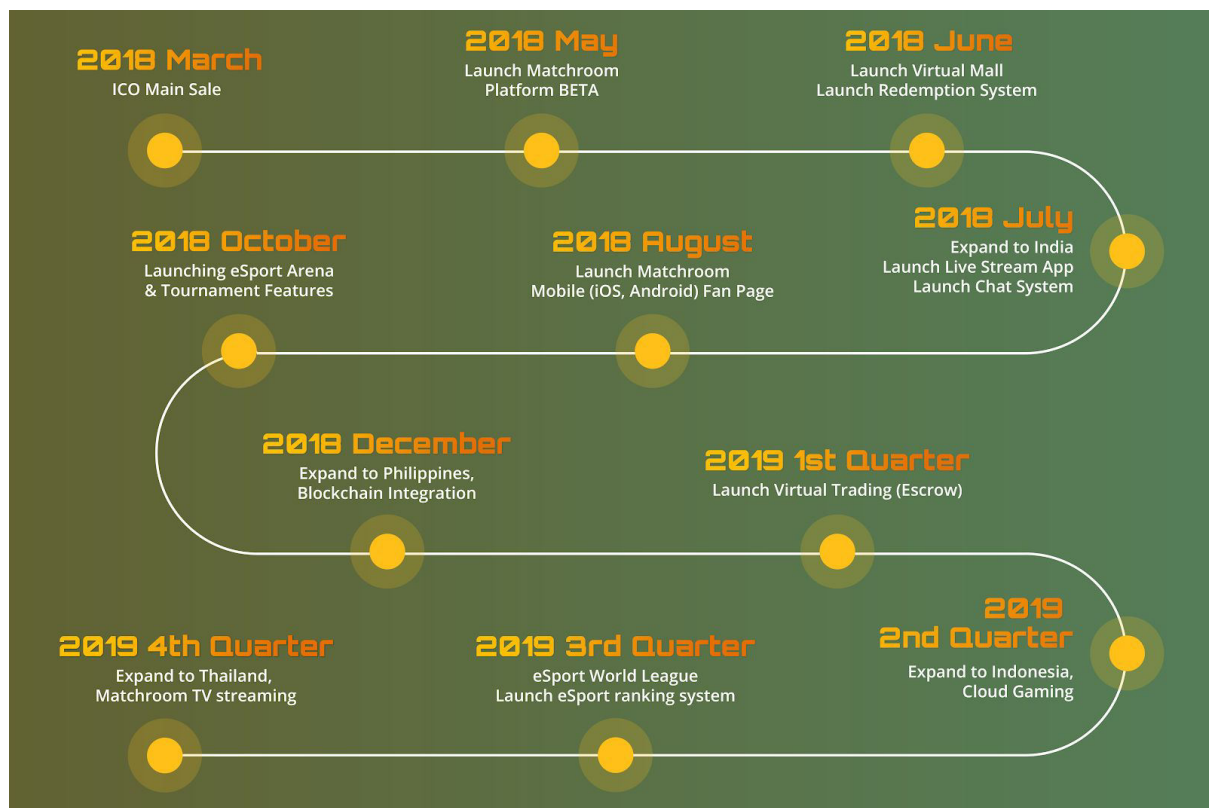 2018 March
ICO Main Sale
2018 May
Launch Matchroom
Platform BETA
2018 June
Launch Virtual Mall
Launch Redemption System
2018 July
Expand to India
Launch Live Stream App
Launch Chat System
2018 August
Launch Matchroom
Mobile (iOS, Android) Fan Page
2018 October
Launching eSport Arena
& Tournament Features
2018 December
Expand to Philippines,
Blockchain Integration
2019 1st Quarter
Launch Virtual Trading (Escrow)
2019
2nd Quarter
Expand to Indonesia,
Cloud Gaming
2019 3rd Quarter
eSport World League
Launch eSport ranking system
2019 4th Quarter
Expand to Thailand,
Matchroom TV streaming